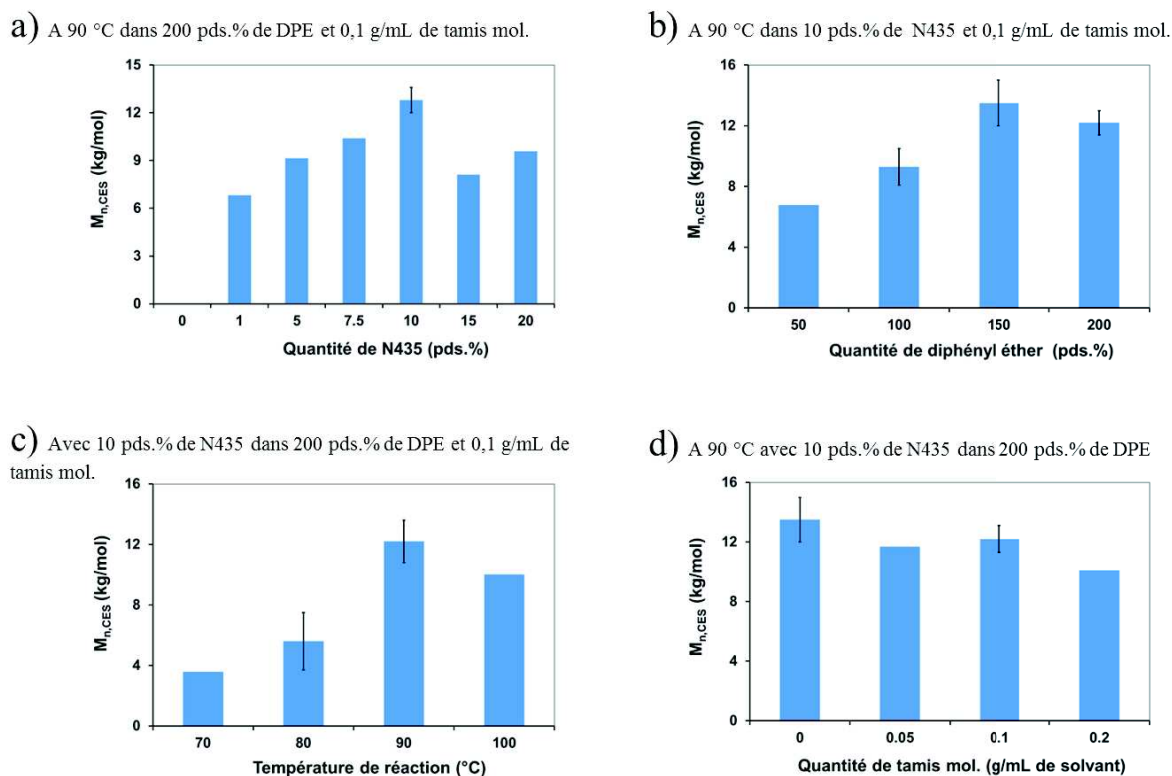 a) A 90 °C dans 200 pds.% de DPE et 0,1 g/mL de tamis mol.
15
12
9
6
3
0
M_n,CES (kg/mol)
0 1 5 7.5 10 15 20
Quantité de N435 (pds.%)
b) A 90 °C dans 10 pds.% de N435 et 0,1 g/mL de tamis mol.
16
12
8
4
0
M_n,CES (kg/mol)
50 100 150 200
Quantité de diphényl éther (pds.%)
c) Avec 10 pds.% de N435 dans 200 pds.% de DPE et 0,1 g/mL de
tamis mol.
16
12
8
4
0
M_n,CES (kg/mol)
70 80 90 100
Température de réaction (°C)
d) A 90 °C avec 10 pds.% de N435 dans 200 pds.% de DPE
16
12
8
4
0
M_n,CES (kg/mol)
0 0.05 0.1 0.2
Quantité de tamis mol. (g/mL de solvant)